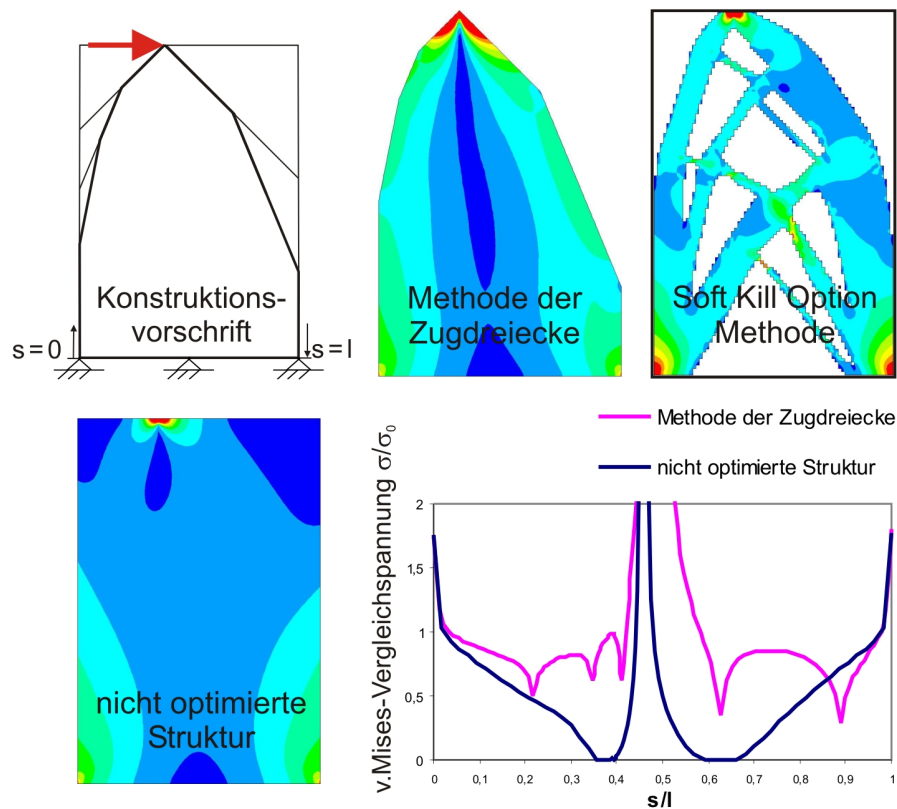 Konstruktions-
vorschrift
s=0
s=l
Methode der
Zugdreiecke
Soft Kill Option
Methode
nicht optimierte
Struktur
Methode der Zugdreiecke
nicht optimierte Struktur
v.Mises-Vergleichspannung σ/σ₀
2
1,5
1
0,5
0
0
0,1
0,2
0,3
0,4
0,5
0,6
0,7
0,8
0,9
1
s/l